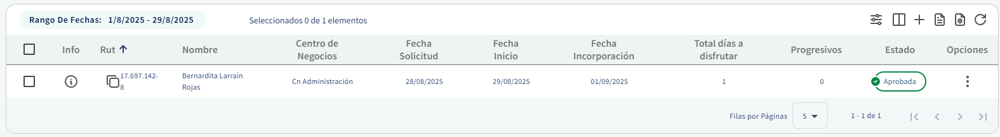 Rango De Fechas: 1/8/2025 - 29/8/2025
Seleccionados 0 de 1 elementos
Info
Rut
Nombre
Centro de
Negocios
Fecha
Solicitud
Fecha
Inicio
Fecha
Incorporación
Total días a
disfrutar
Progresivos
Estado
Opciones
17.697.142-
8
Bernardita Larraín
Rojas
Cn Administración
28/08/2025
29/08/2025
01/09/2025
1
0
Aprobada
Filas por Páginas
5
1 - 1 de 1